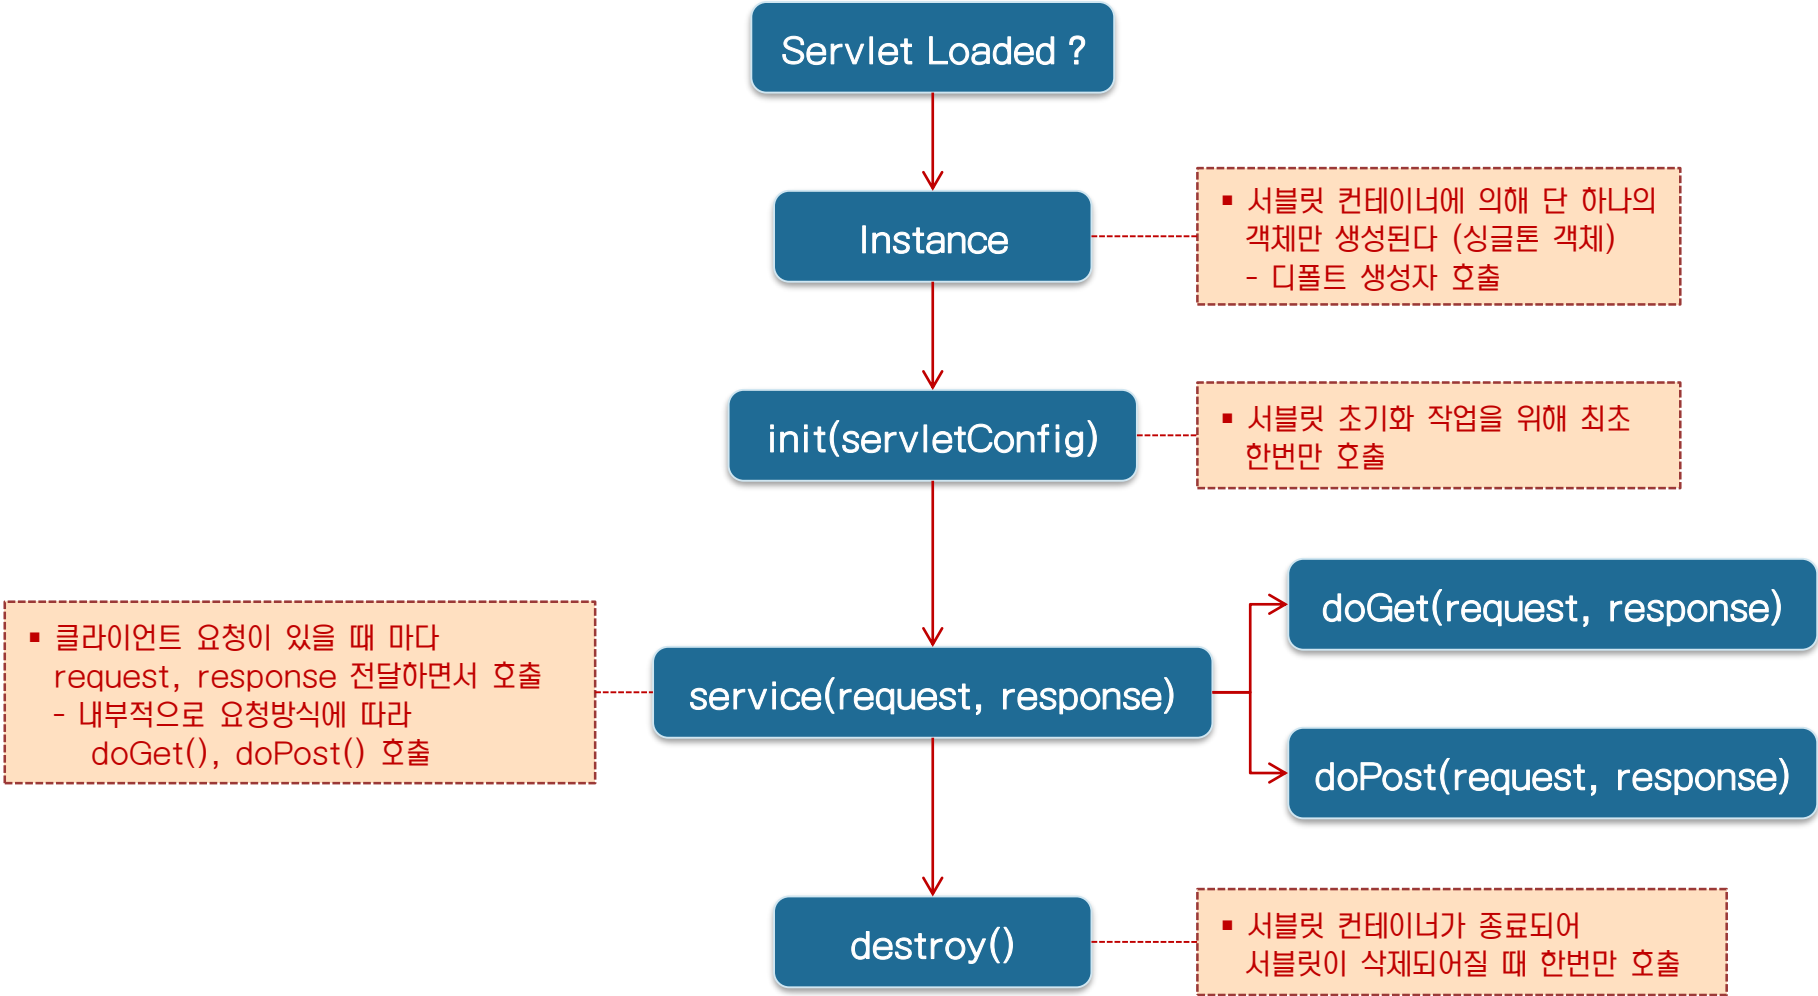 Servlet Loaded ?
Instance
▪ 서블릿 컨테이너에 의해 단 하나의
객체만 생성된다 (싱글톤 객체)
- 디폴트 생성자 호출
init(servletConfig)
▪ 서블릿 초기화 작업을 위해 최초
한번만 호출
▪ 클라이언트 요청이 있을 때 마다
request, response 전달하면서 호출
- 내부적으로 요청방식에 따라
doGet(), doPost() 호출
service(request, response)
doGet(request, response)
doPost(request, response)
destroy()
▪ 서블릿 컨테이너가 종료되어
서블릿이 삭제되어질 때 한번만 호출